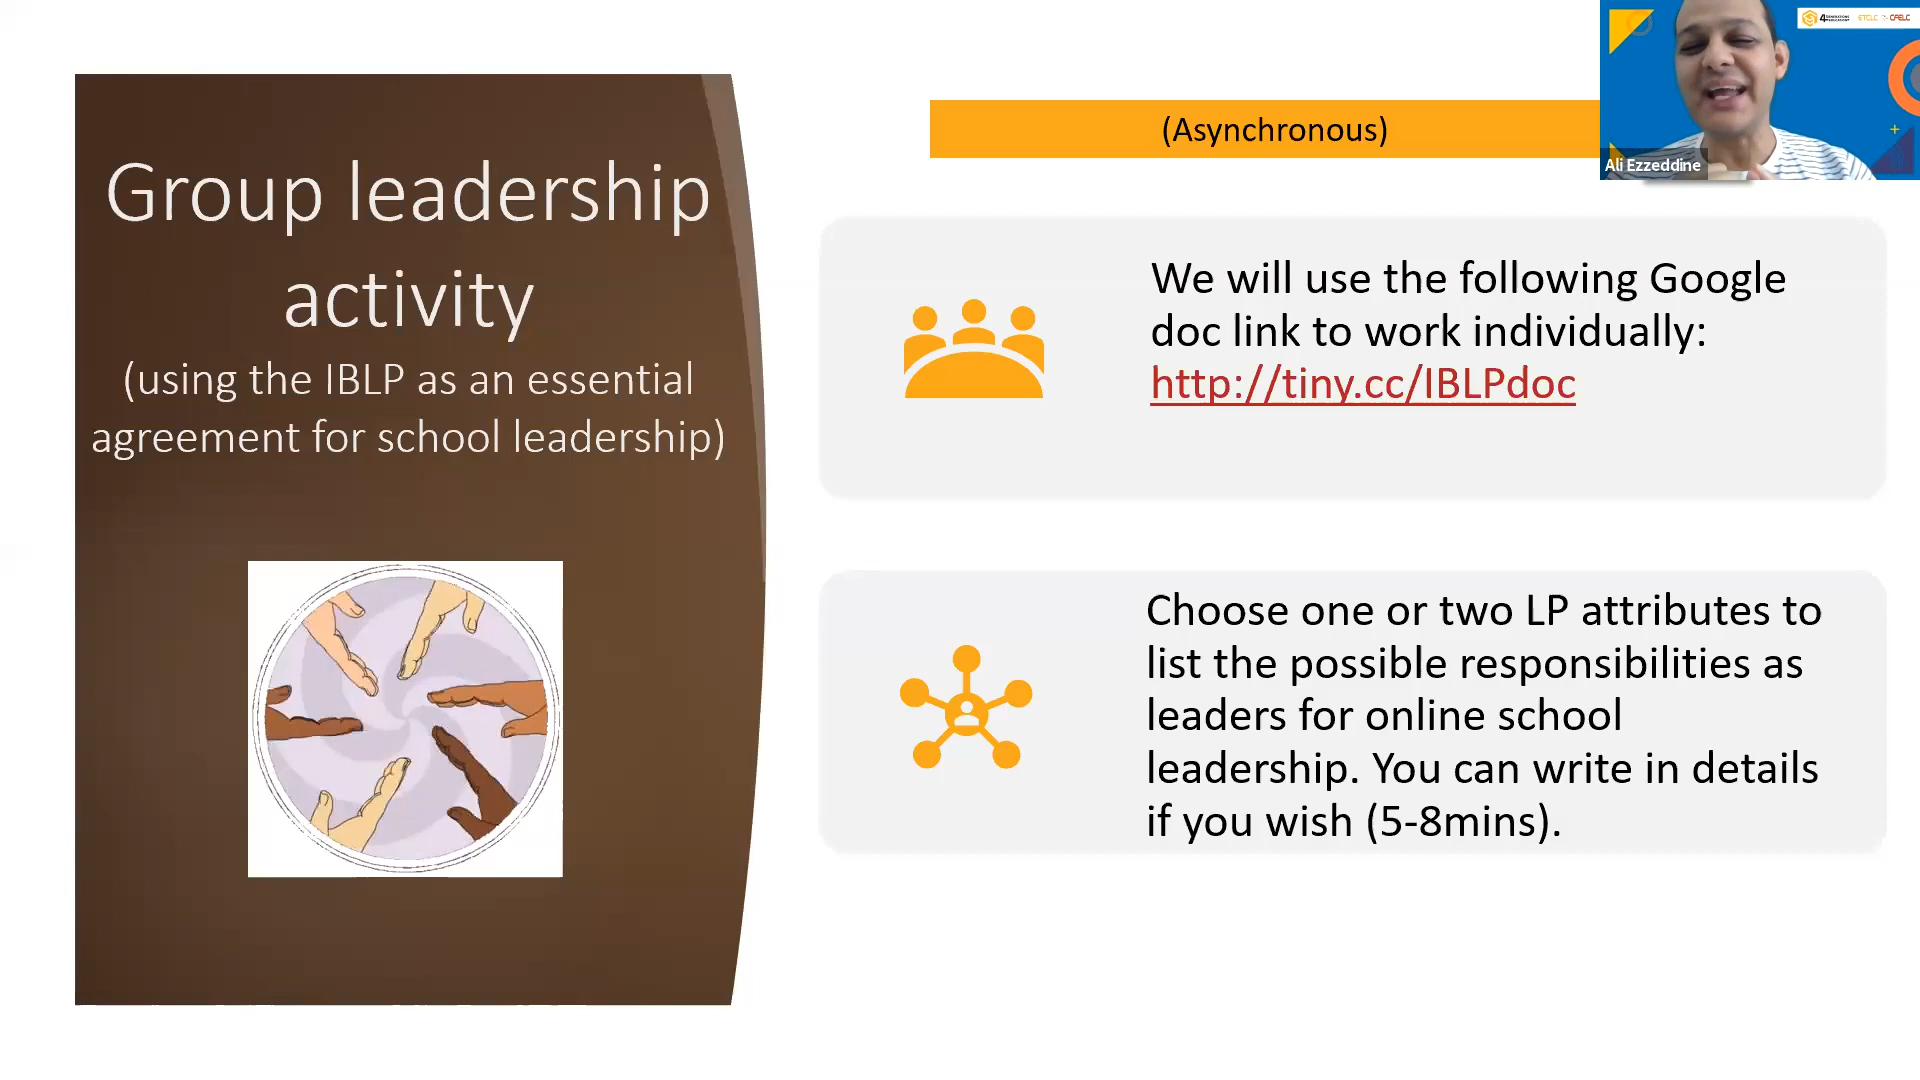 Group leadership
activity
(using the IBLP as an essential
agreement for school leadership)
(Asynchronous)
We will use the following Google
doc link to work individually:
http://tiny.cc/IBLPdoc
Choose one or two LP attributes to
list the possible responsibilities as
leaders for online school
leadership. You can write in details
if you wish (5-8mins).
Ali Ezzeddine